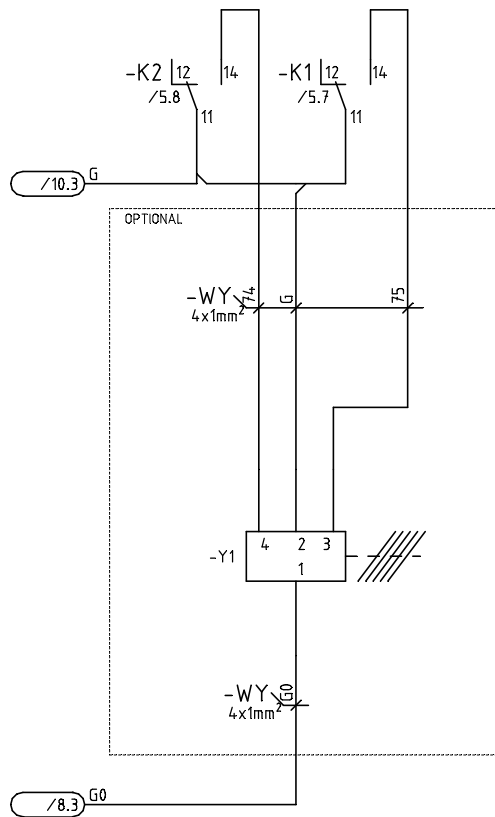 -K2 12 14 -K1 12 14
/5.8 /5.7
11 11
/10.3 G
OPTIONAL
-WY 74 G 75
4x1mm²
4 2 3
-Y1
1
-WY G0
4x1mm²
/8.3 G0